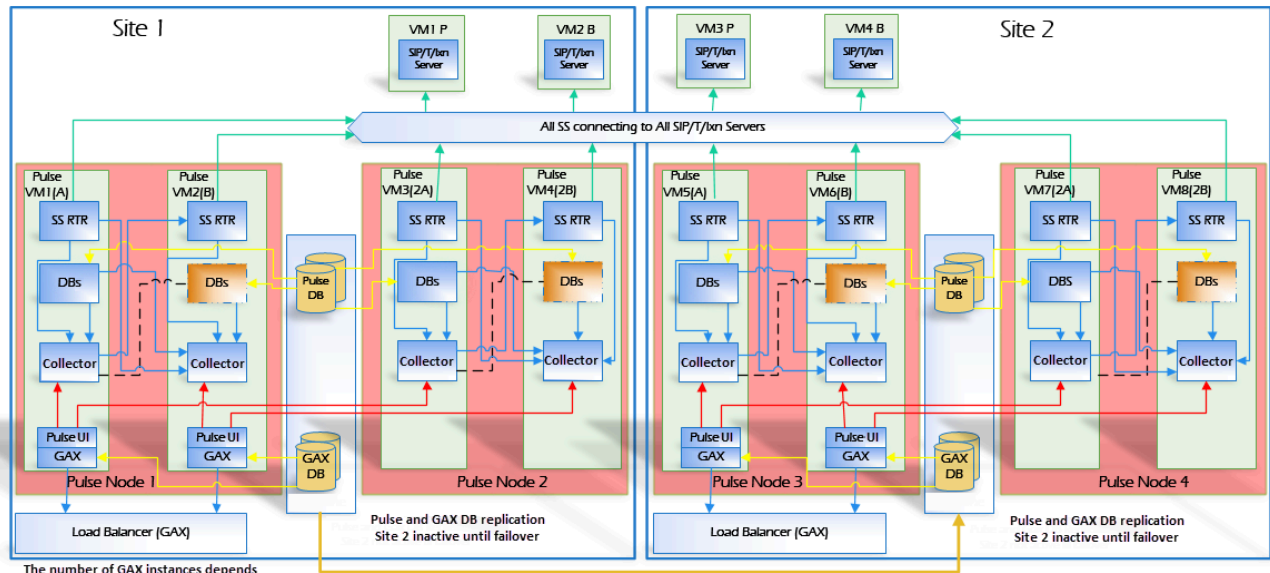 Site 1
Site 2
VM1 P
SIP/T/Ixn
Server
VM2 B
SIP/T/Ixn
Server
VM3 P
SIP/T/Ixn
Server
VM4 B
SIP/T/Ixn
Server
All SS connecting to All SIP/T/Ixn Servers
Pulse
VM1(A)
Pulse
VM2(B)
Pulse
VM3(2A)
Pulse
VM4(2B)
Pulse
VM5(A)
Pulse
VM6(B)
Pulse
VM7(2A)
Pulse
VM8(2B)
SS RTR
SS RTR
SS RTR
SS RTR
SS RTR
SS RTR
SS RTR
SS RTR
DBs
DBs
Pulse
DB
DBs
DBs
DBs
DBs
Pulse
DB
DBS
DBs
Collector
Collector
Collector
Collector
Collector
Collector
Collector
Collector
Pulse UI
GAX
Pulse UI
GAX
GAX
DB
Pulse UI
GAX
Pulse UI
GAX
GAX
DB
Pulse Node 1
Pulse Node 2
Pulse Node 3
Pulse Node 4
Load Balancer (GAX)
Pulse and GAX DB replication
Site 2 inactive until failover
Load Balancer (GAX)
Pulse and GAX DB replication
Site 2 inactive until failover
The number of GAX instances depends